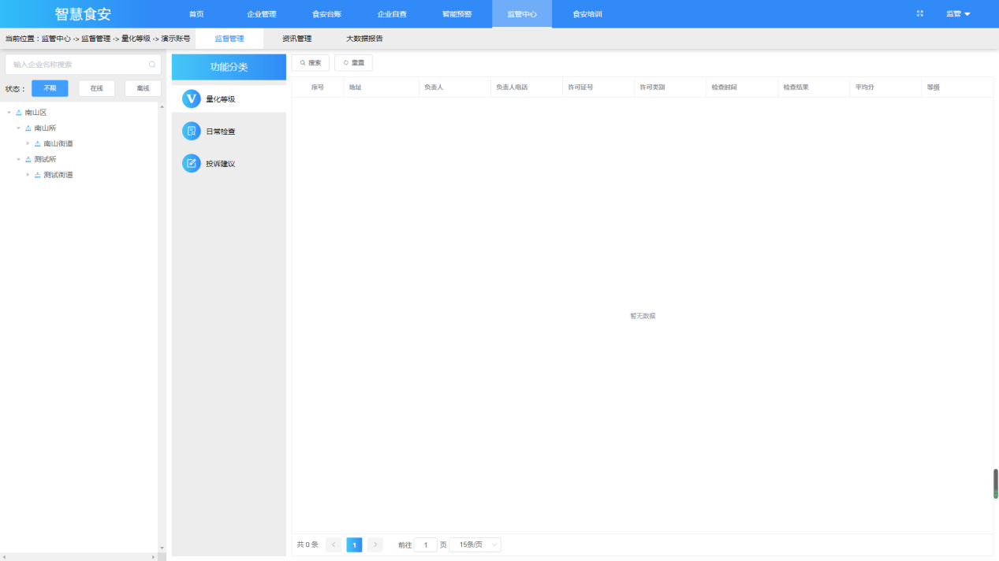 智慧食安 首页 企业管理 食安台账 企业自查 智能预警 监管中心 食安培训 监管
当前位置：监管中心 -> 监督管理 -> 量化等级 -> 演示账号 监督管理 资讯管理 大数据报告
输入企业名称搜索
状态： 不限 在线 离线
南山区
南山所
南山街道
测试所
测试街道
功能分类
量化等级
日常检查
投诉建议
搜索 重置
序号 地址 负责人 负责人电话 许可证号 许可类别 检查时间 检查结果 平均分 等级
暂无数据
共 0 条 1 前往 1 页 15条/页